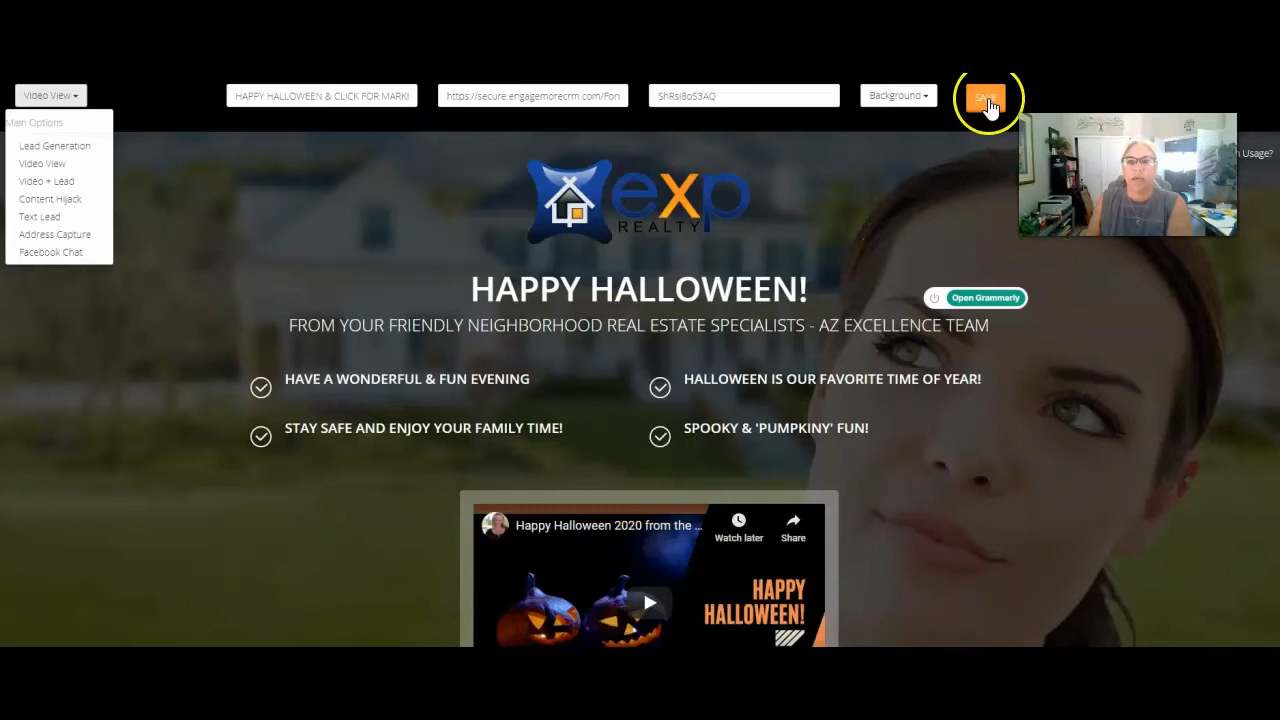 Video View
HAPPY HALLOWEEN & CLICK FOR MARKI
https://secure.engagemorecrm.com/For
ShRsi8oS3AQ
Background
SAVE
Main Options
Lead Generation
Video View
Video + Lead
Content Hijack
Text Lead
Address Capture
Facebook Chat
Usage?
exp
REALTY
HAPPY HALLOWEEN!
Open Grammarly
FROM YOUR FRIENDLY NEIGHBORHOOD REAL ESTATE SPECIALISTS - AZ EXCELLENCE TEAM
HAVE A WONDERFUL & FUN EVENING
HALLOWEEN IS OUR FAVORITE TIME OF YEAR!
STAY SAFE AND ENJOY YOUR FAMILY TIME!
SPOOKY & 'PUMPKINY' FUN!
Happy Halloween 2020 from the ...
Watch later
Share
HAPPY
HALLOWEEN!